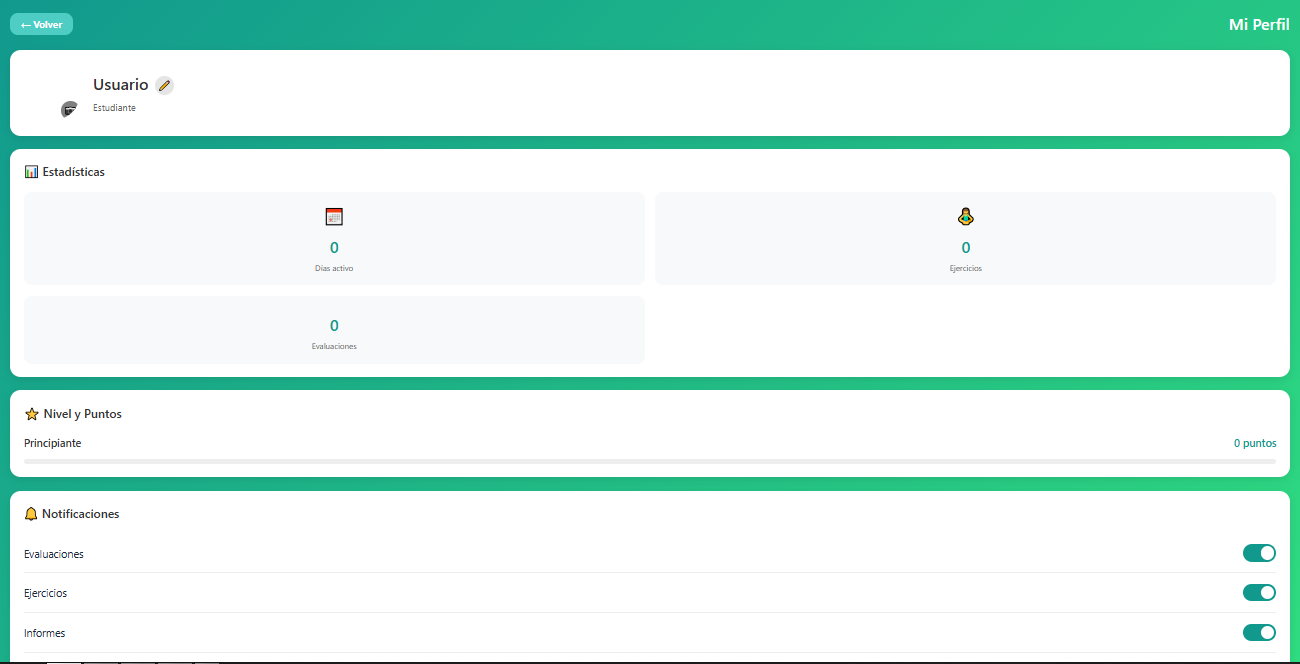 ← Volver
Mi Perfil
Usuario
Estudiante
Estadísticas
0
Días activo
0
Ejercicios
0
Evaluaciones
Nivel y Puntos
Principiante
0 puntos
Notificaciones
Evaluaciones
Ejercicios
Informes